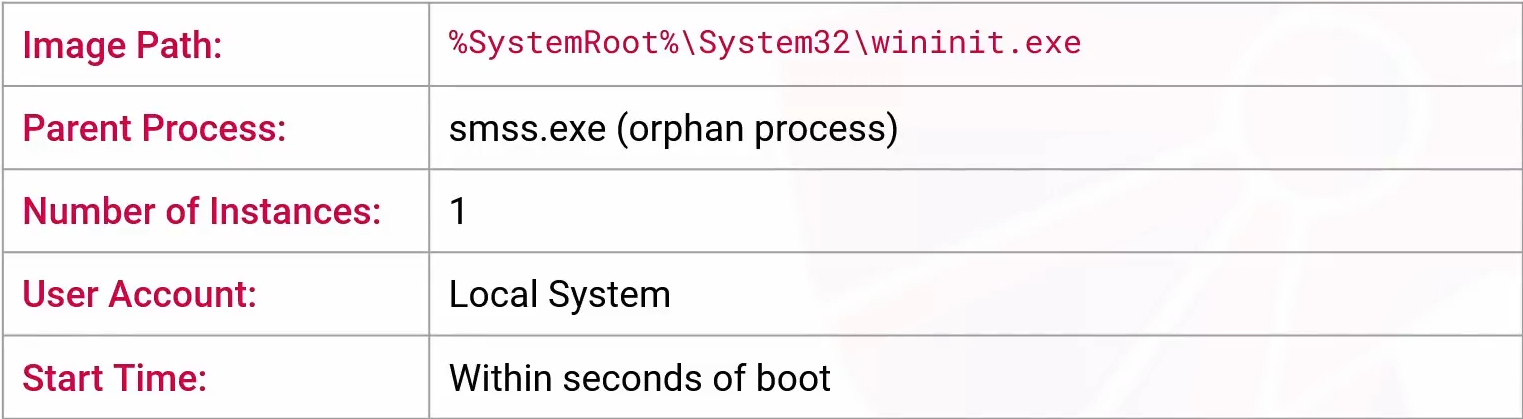 Image Path: %SystemRoot%\System32\wininit.exe
Parent Process: smss.exe (orphan process)
Number of Instances: 1
User Account: Local System
Start Time: Within seconds of boot